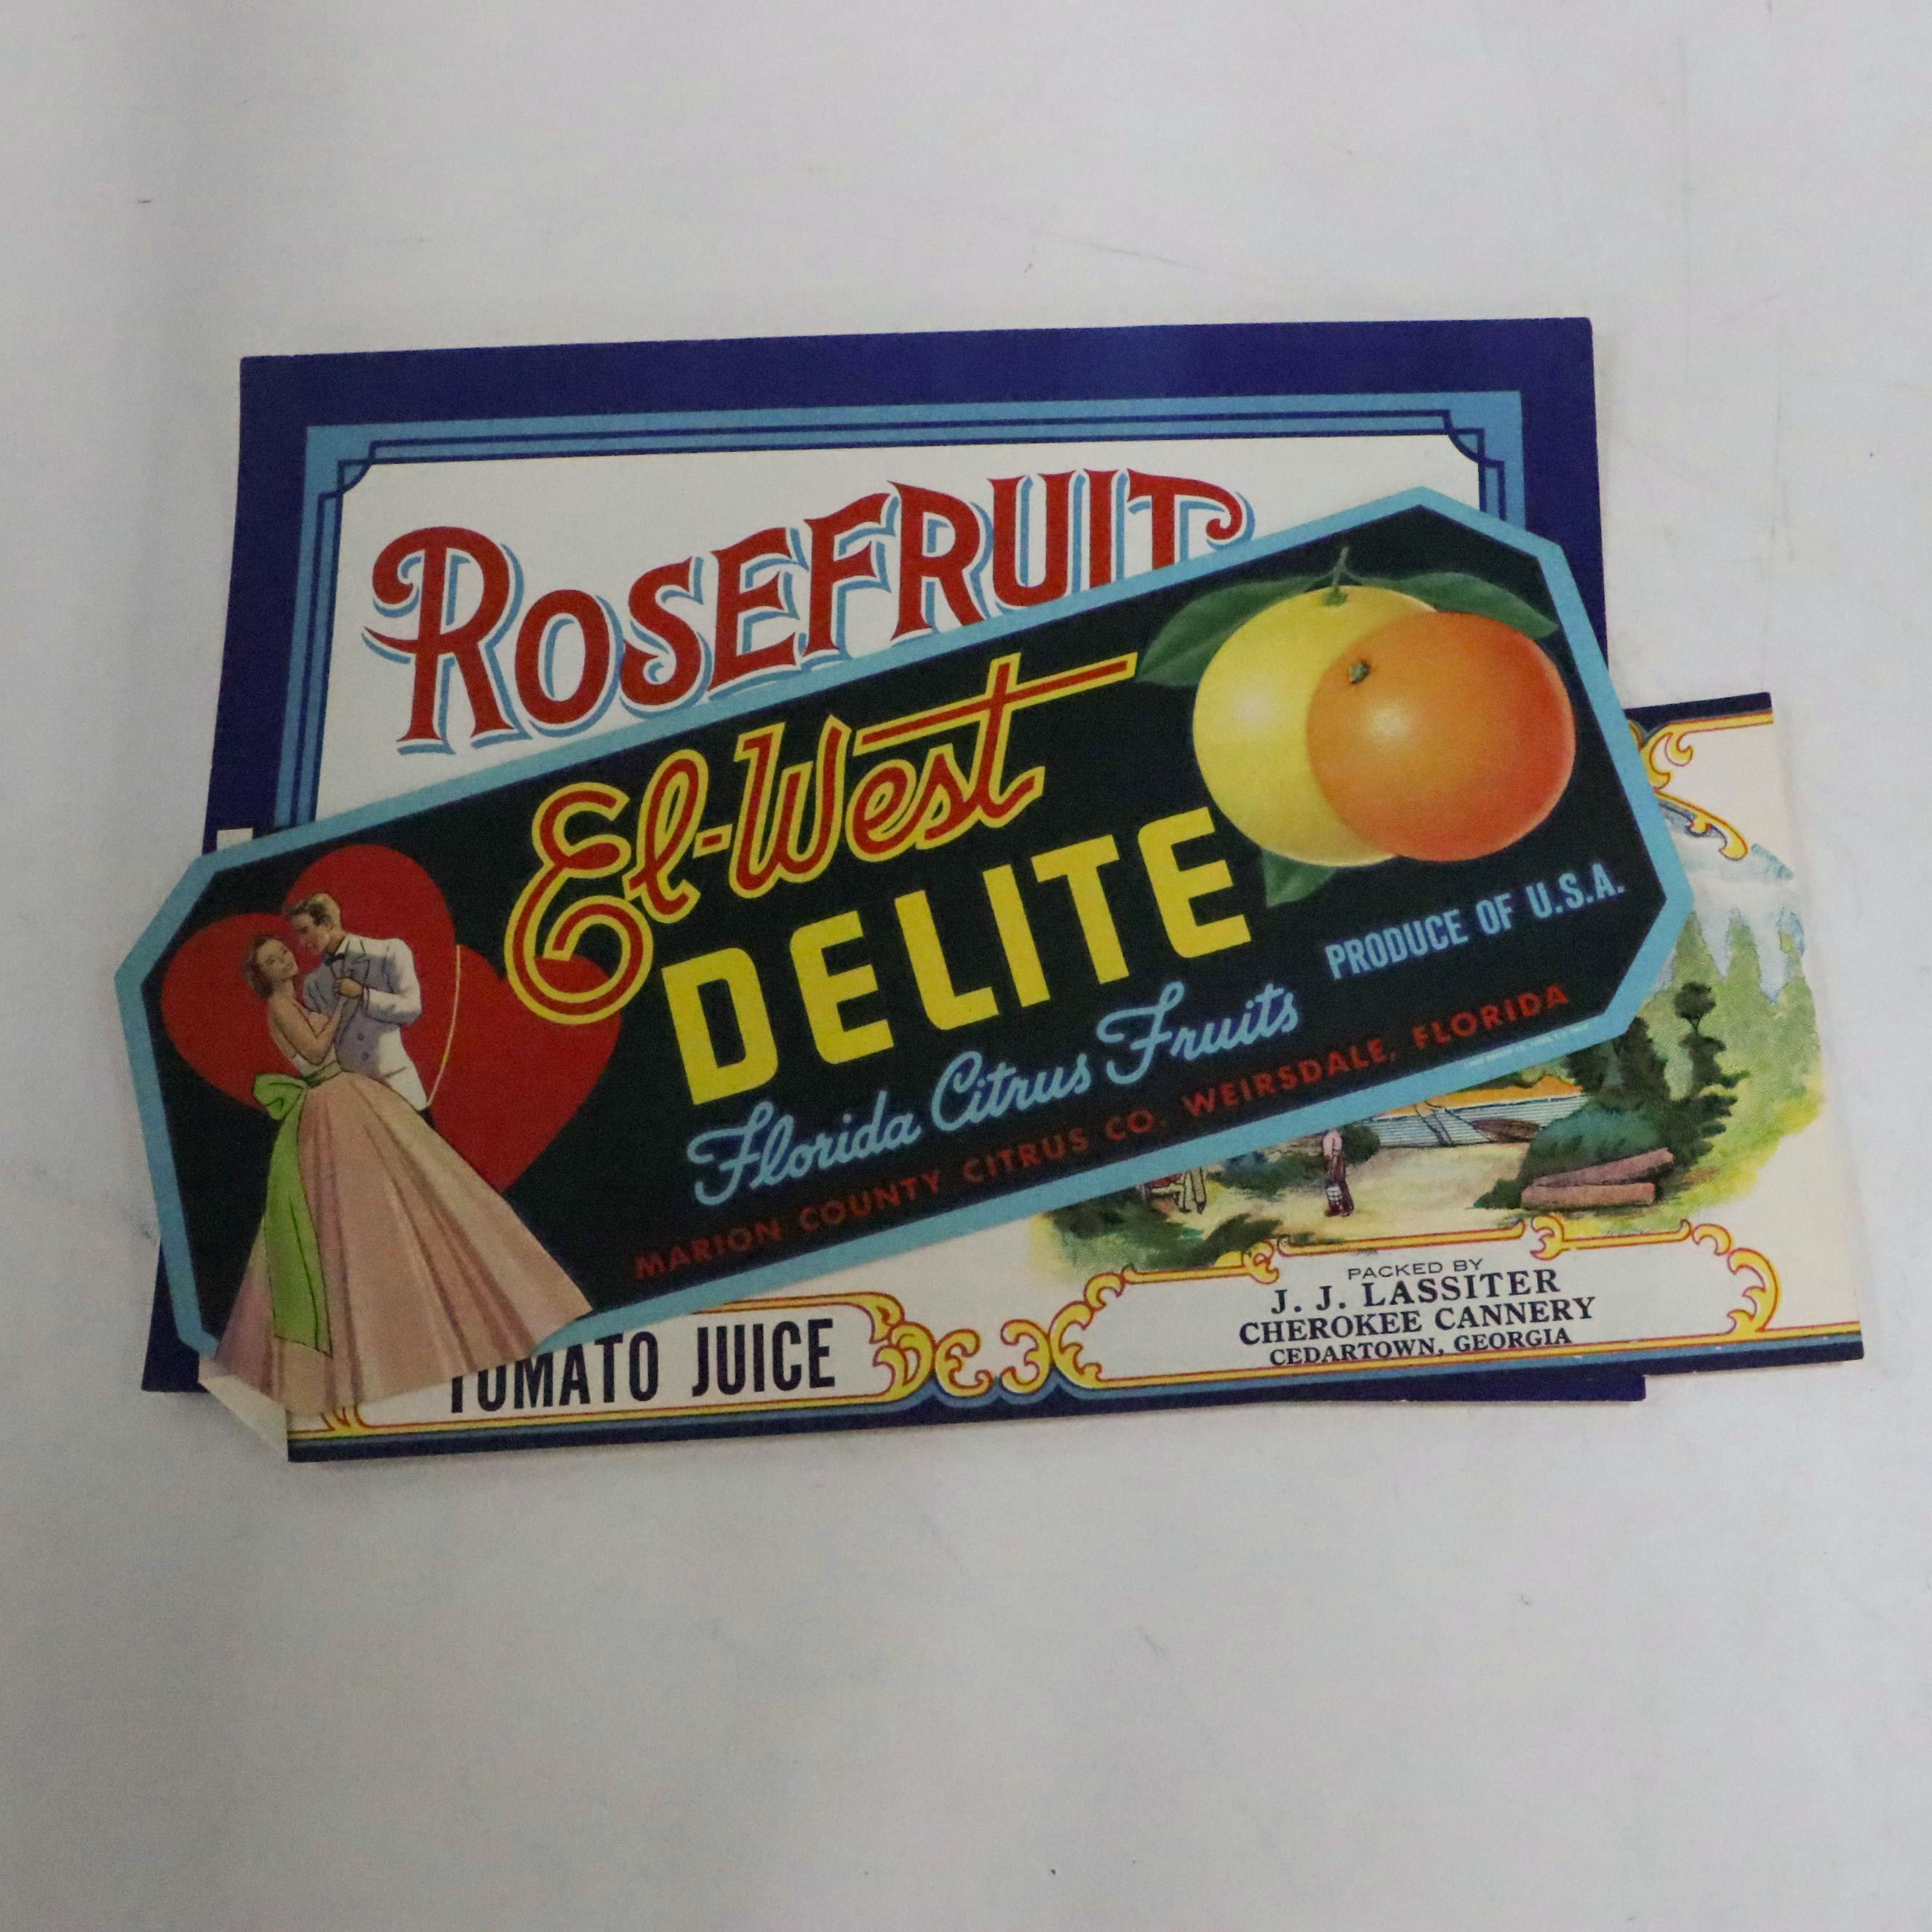 ROSEFRUIT
El-West
DELITE
Florida Citrus Fruits
PRODUCE OF U.S.A.
MARION COUNTY CITRUS CO. WEIRSDALE, FLORIDA
TOMATO JUICE
PACKED BY
J. J. LASSITER
CHEROKEE CANNERY
CEDARTOWN, GEORGIA